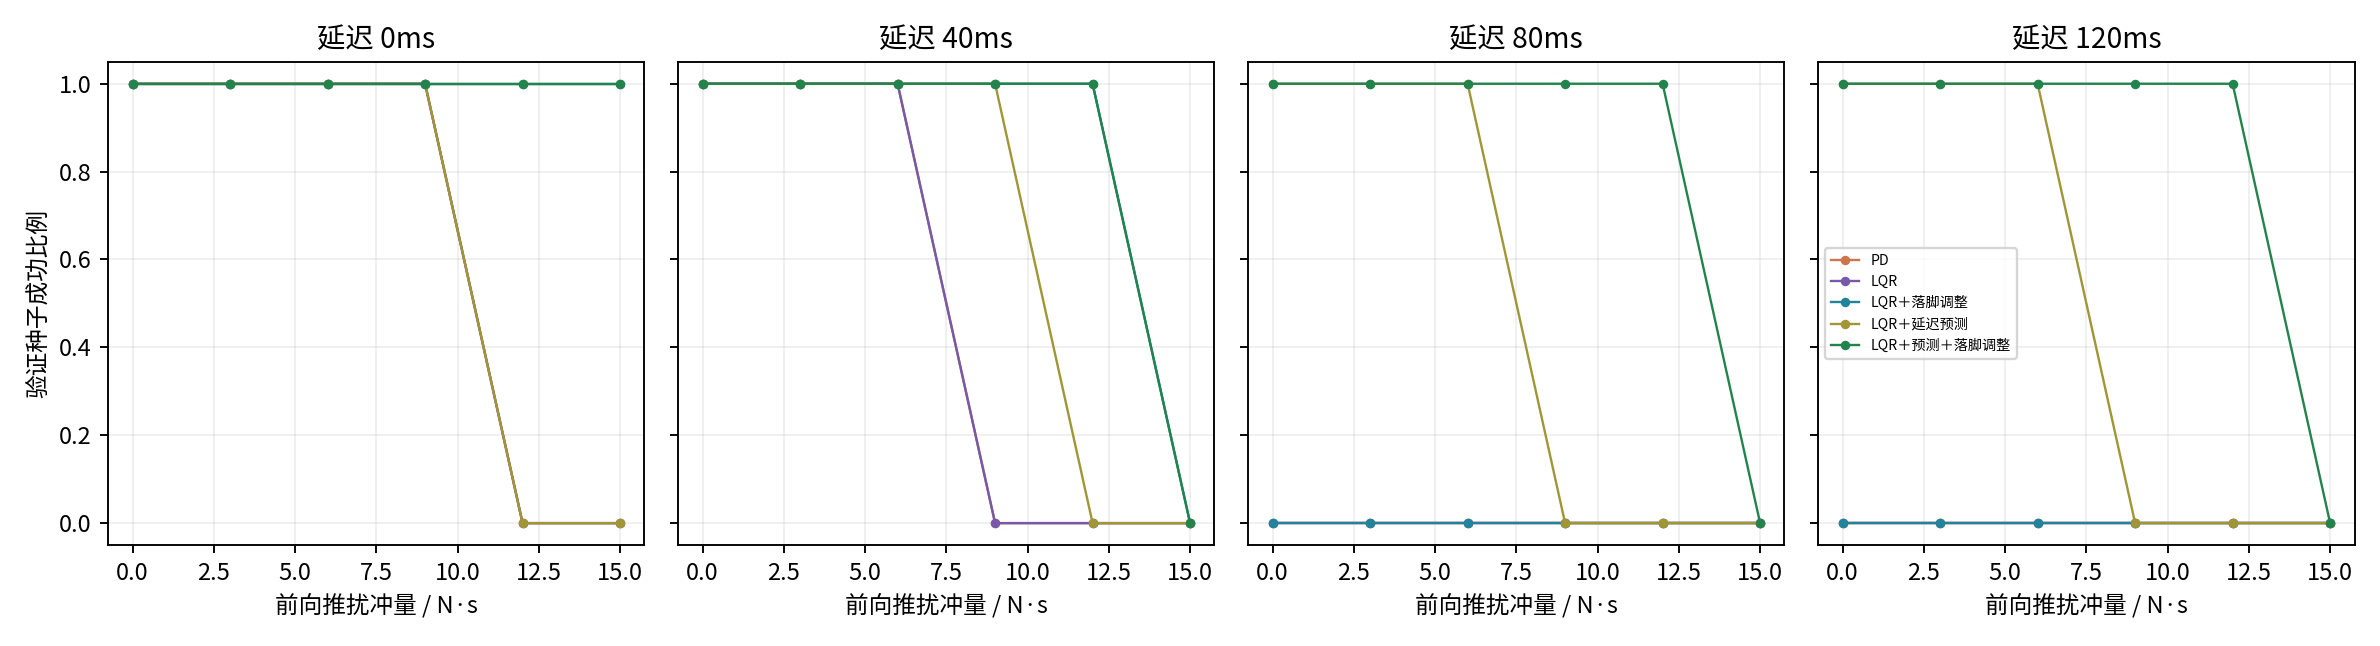 延迟 0ms
延迟 40ms
延迟 80ms
延迟 120ms
验证种子成功比例
1.0
0.8
0.6
0.4
0.2
0.0
0.0 2.5 5.0 7.5 10.0 12.5 15.0
前向推扰冲量 / N·s
0.0 2.5 5.0 7.5 10.0 12.5 15.0
前向推扰冲量 / N·s
0.0 2.5 5.0 7.5 10.0 12.5 15.0
前向推扰冲量 / N·s
PD
LQR
LQR+落脚调整
LQR+延迟预测
LQR+预测+落脚调整
0.0 2.5 5.0 7.5 10.0 12.5 15.0
前向推扰冲量 / N·s